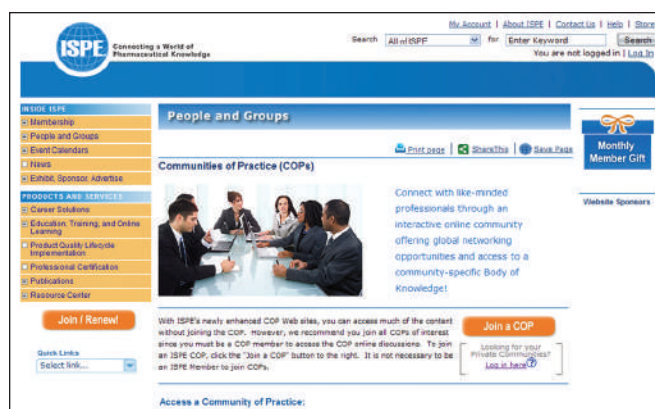 My Account | About ISPE | Contact Us | Help | Store
ISPE
Connecting a World of
Pharmaceutical Knowledge
Search All of ISPE for Enter Keyword Search
You are not logged in | Log In
INSIDE ISPE
Membership
People and Groups
Event Calendars
News
Exhibit, Sponsor, Advertise
PRODUCTS AND SERVICES
Career Solutions
Education, Training, and Online
Learning
Product Quality Lifecycle
Implementation
Professional Certification
Publications
Resource Center
Join / Renew!
Quick Links
Select link...
People and Groups
Print page | ShareThis | Save Page
Communities of Practice (COPs)
Connect with like-minded
professionals through an
interactive online community
offering global networking
opportunities and access to a
community-specific Body of
Knowledge!
With ISPE's newly enhanced COP Web sites, you can access much of the content
without joining the COP. However, we recommend you join all COPs of interest
since you must be a COP member to access the COP online discussions. To join
an ISPE COP, click the "Join a COP" button to the right. It is not necessary to be
an ISPE Member to join COPs.
Join a COP
Looking for your
Private Communities?
Log in here
Access a Community of Practice:
Monthly
Member Gift
Website Sponsors